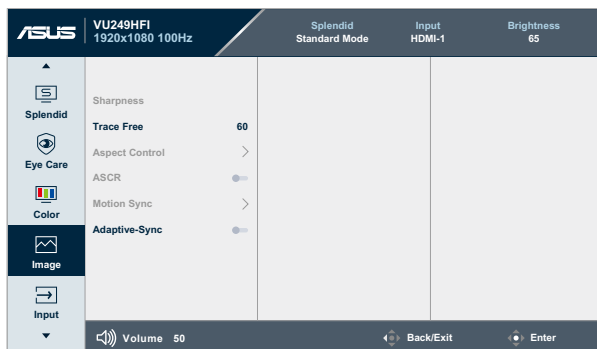 ASUS
VU249HFI
1920x1080 100Hz
Splendid
Standard Mode
Input
HDMI-1
Brightness
65
Splendid
Eye Care
Color
Image
Input
Sharpness
Trace Free 60
Aspect Control
ASCR
Motion Sync
Adaptive-Sync
Volume 50
Back/Exit
Enter